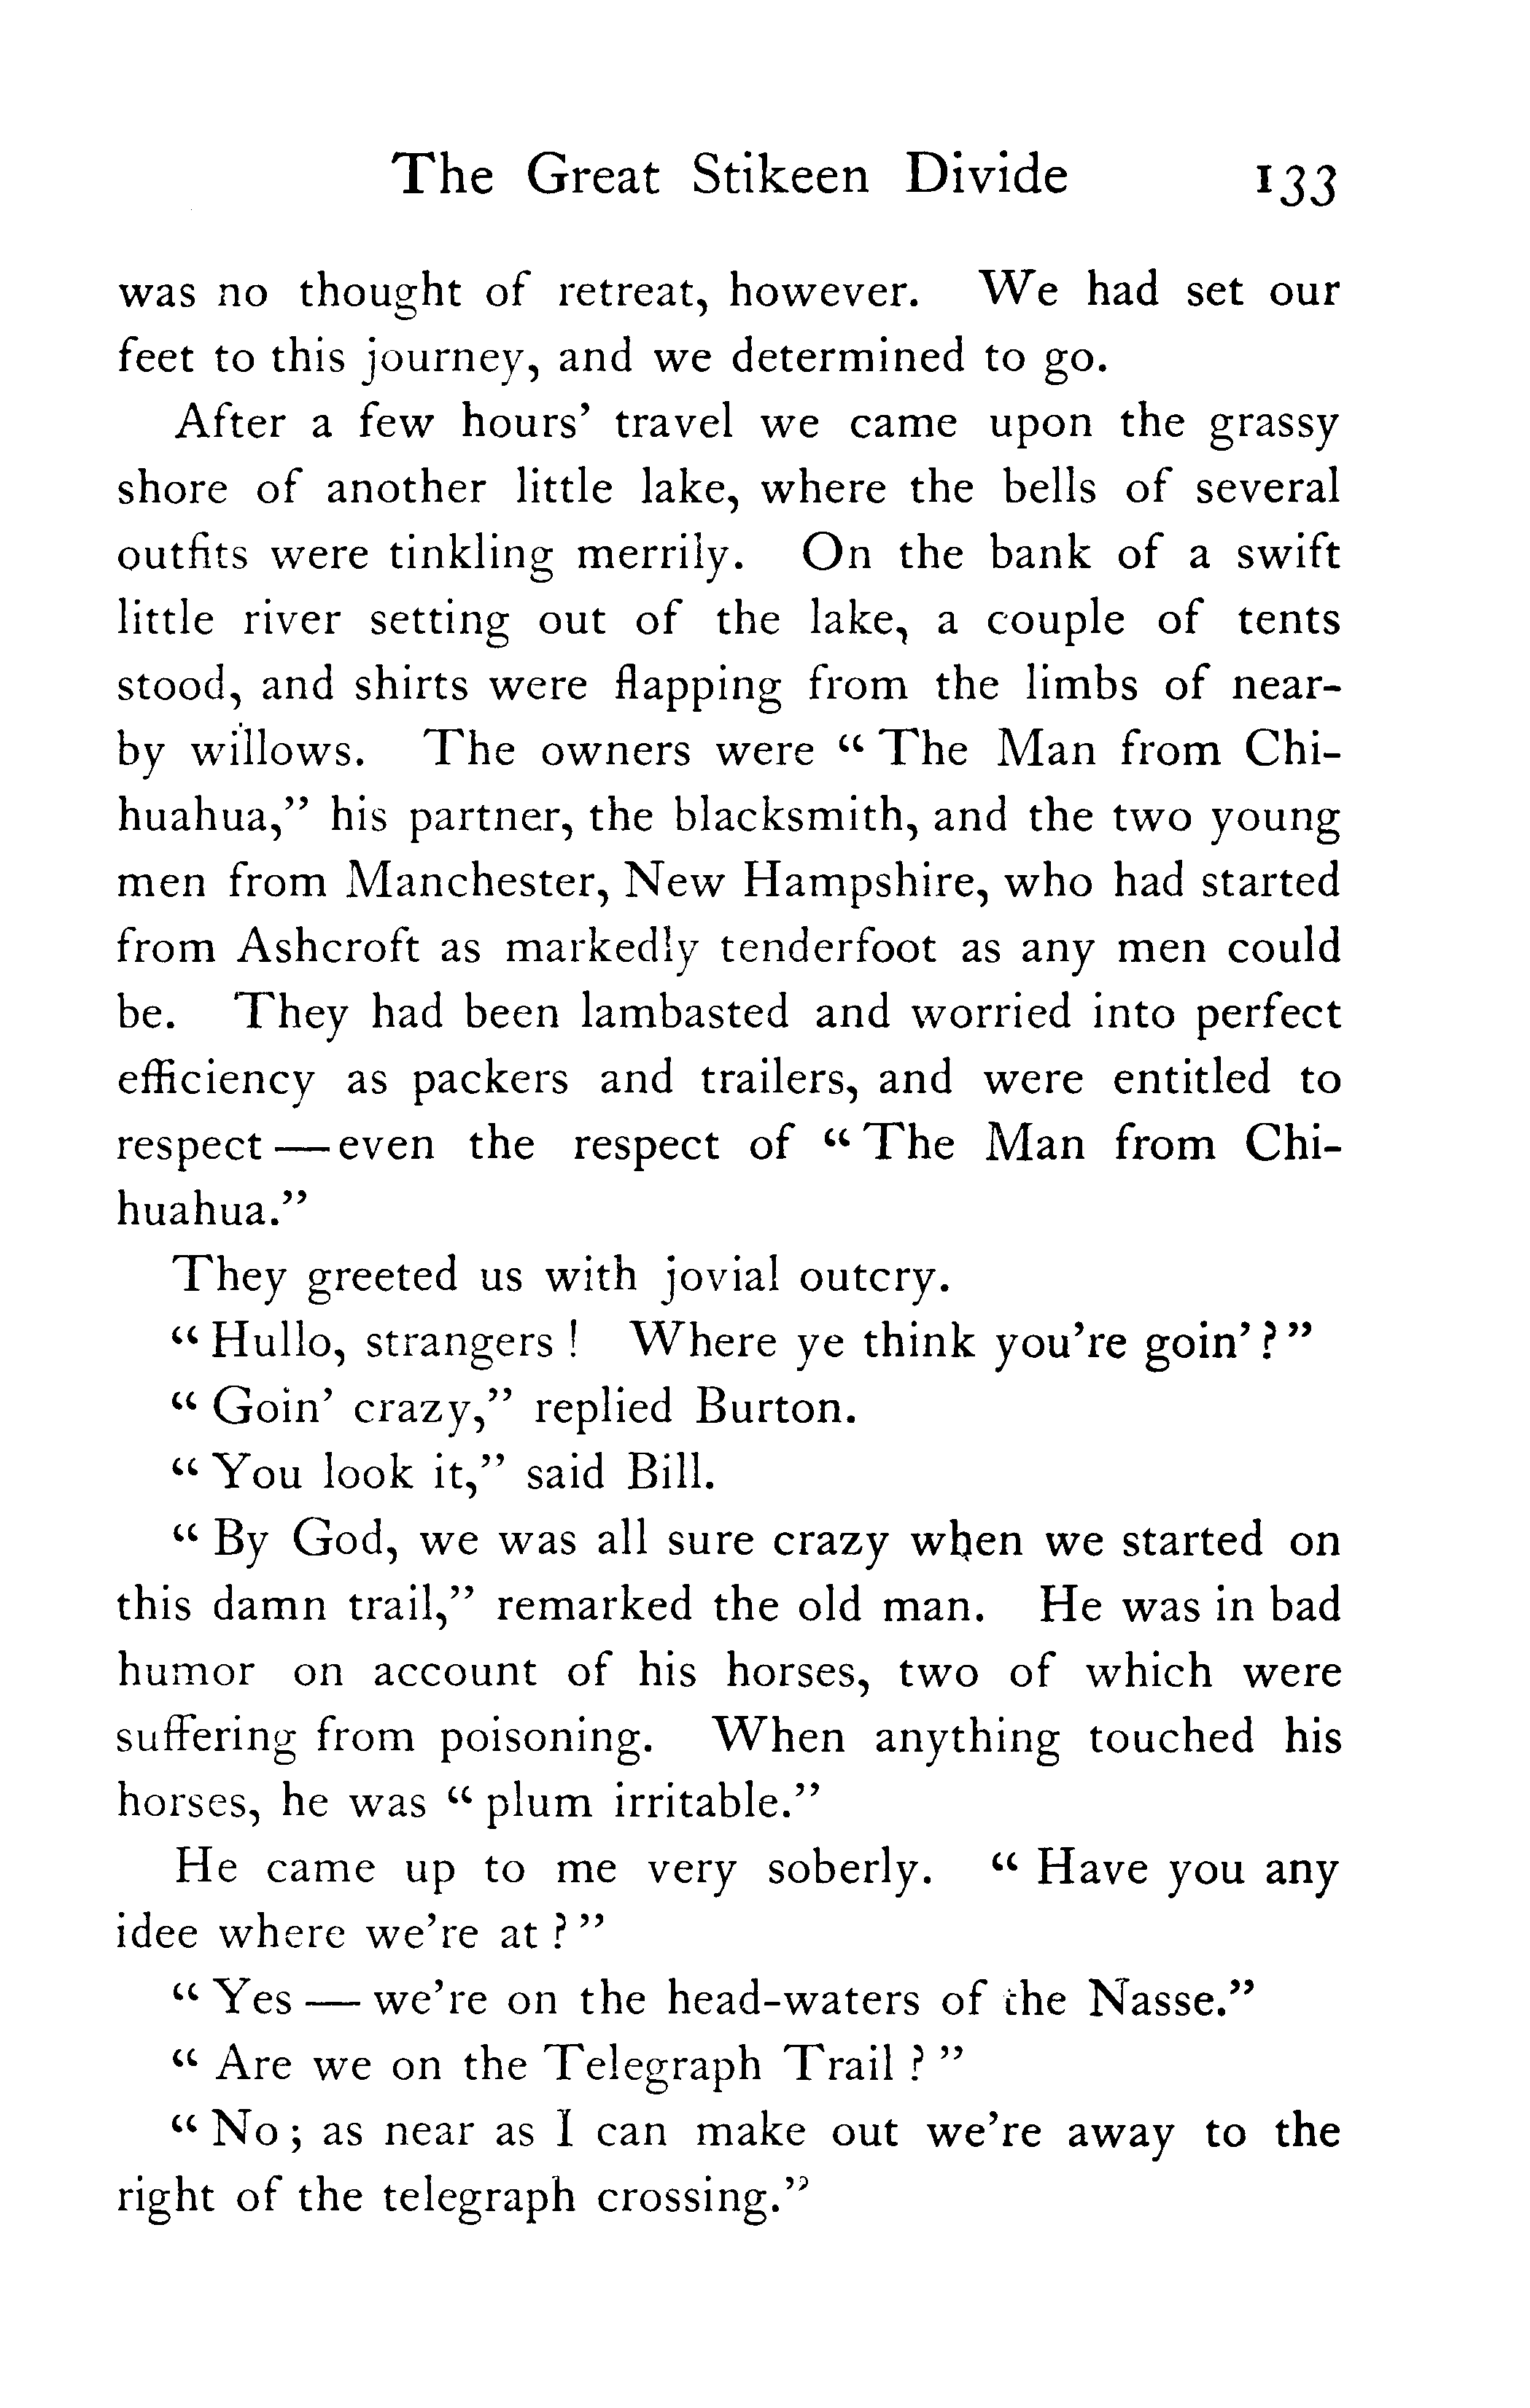 The Great Stikeen Divide 133
was no thought of retreat, however. We had set our
feet to this journey, and we determined to go.
After a few hours’ travel we came upon the grassy
shore of another little lake, where the bells of several
outfits were tinkling merrily. On the bank of a swift
little river setting out of the lake, a couple of tents
stood, and shirts were flapping from the limbs of near-
by willows. The owners were “ The Man from Chi-
huahua,” his partner, the blacksmith, and the two young
men from Manchester, New Hampshire, who had started
from Ashcroft as markedly tenderfoot as any men could
be. They had been lambasted and worried into perfect
efficiency as packers and trailers, and were entitled to
respect — even the respect of “ The Man from Chi-
huahua.”
They greeted us with jovial outcry.
“ Hullo, strangers ! Where ye think you’re goin’ ? ”
“ Goin’ crazy,” replied Burton.
“ You look it,” said Bill.
“ By God, we was all sure crazy when we started on
this damn trail,” remarked the old man. He was in bad
humor on account of his horses, two of which were
suffering from poisoning. When anything touched his
horses, he was “ plum irritable.”
He came up to me very soberly. “ Have you any
idee where we’re at ? ”
“ Yes — we’re on the head-waters of the Nasse.”
“ Are we on the Telegraph Trail ? ”
“ No ; as near as I can make out we’re away to the
right of the telegraph crossing.”